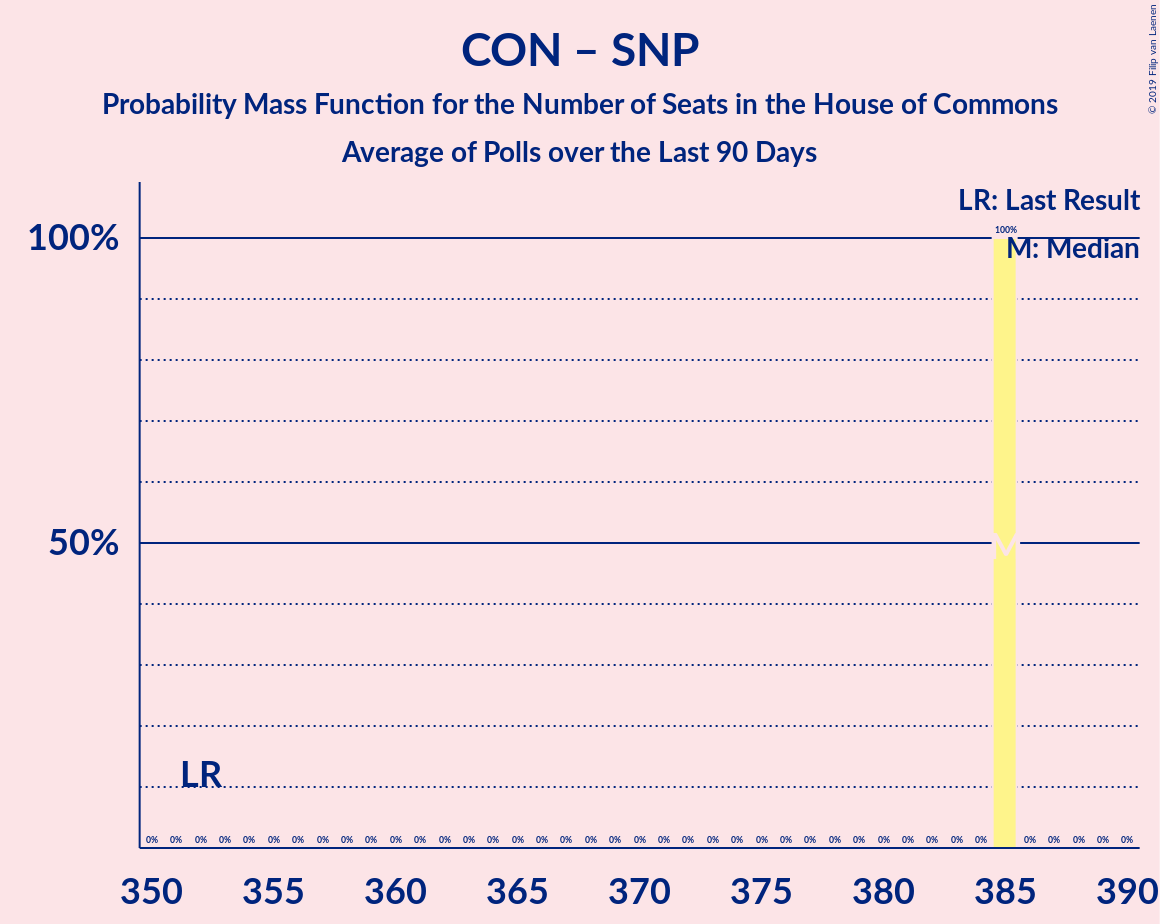 CON – SNP
Probability Mass Function for the Number of Seats in the House of Commons
Average of Polls over the Last 90 Days
© 2019 Filip van Laenen
LR: Last Result
M: Median
100%
100%
50%
M
LR
0% 0% 0% 0% 0% 0% 0% 0% 0% 0% 0% 0% 0% 0% 0% 0% 0% 0% 0% 0% 0% 0% 0% 0% 0% 0% 0% 0% 0% 0% 0% 0% 0% 0% 0% 0% 0% 0% 0% 0%
350 355 360 365 370 375 380 385 390